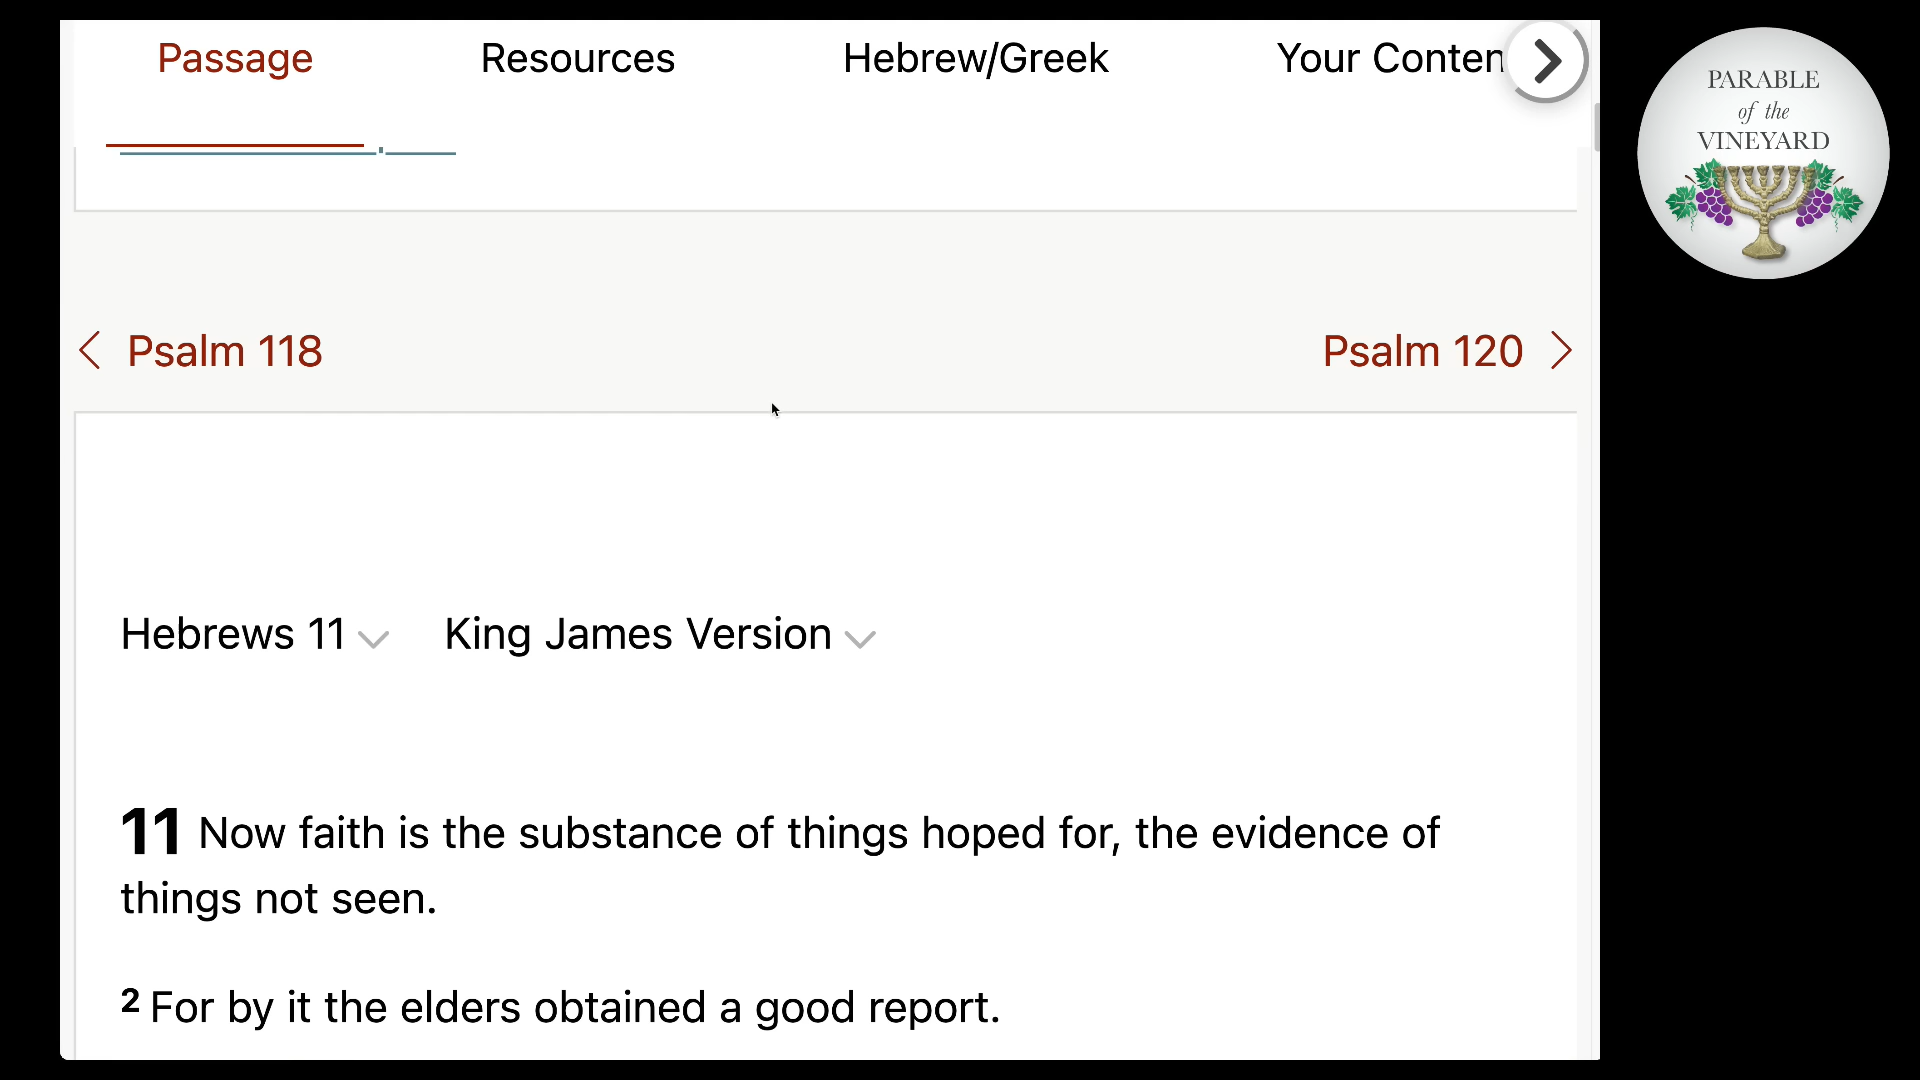 Passage Resources Hebrew/Greek Your Conten
PARABLE
of the
VINEYARD
Psalm 118 Psalm 120
Hebrews 11 King James Version
11 Now faith is the substance of things hoped for, the evidence of
things not seen.
2 For by it the elders obtained a good report.